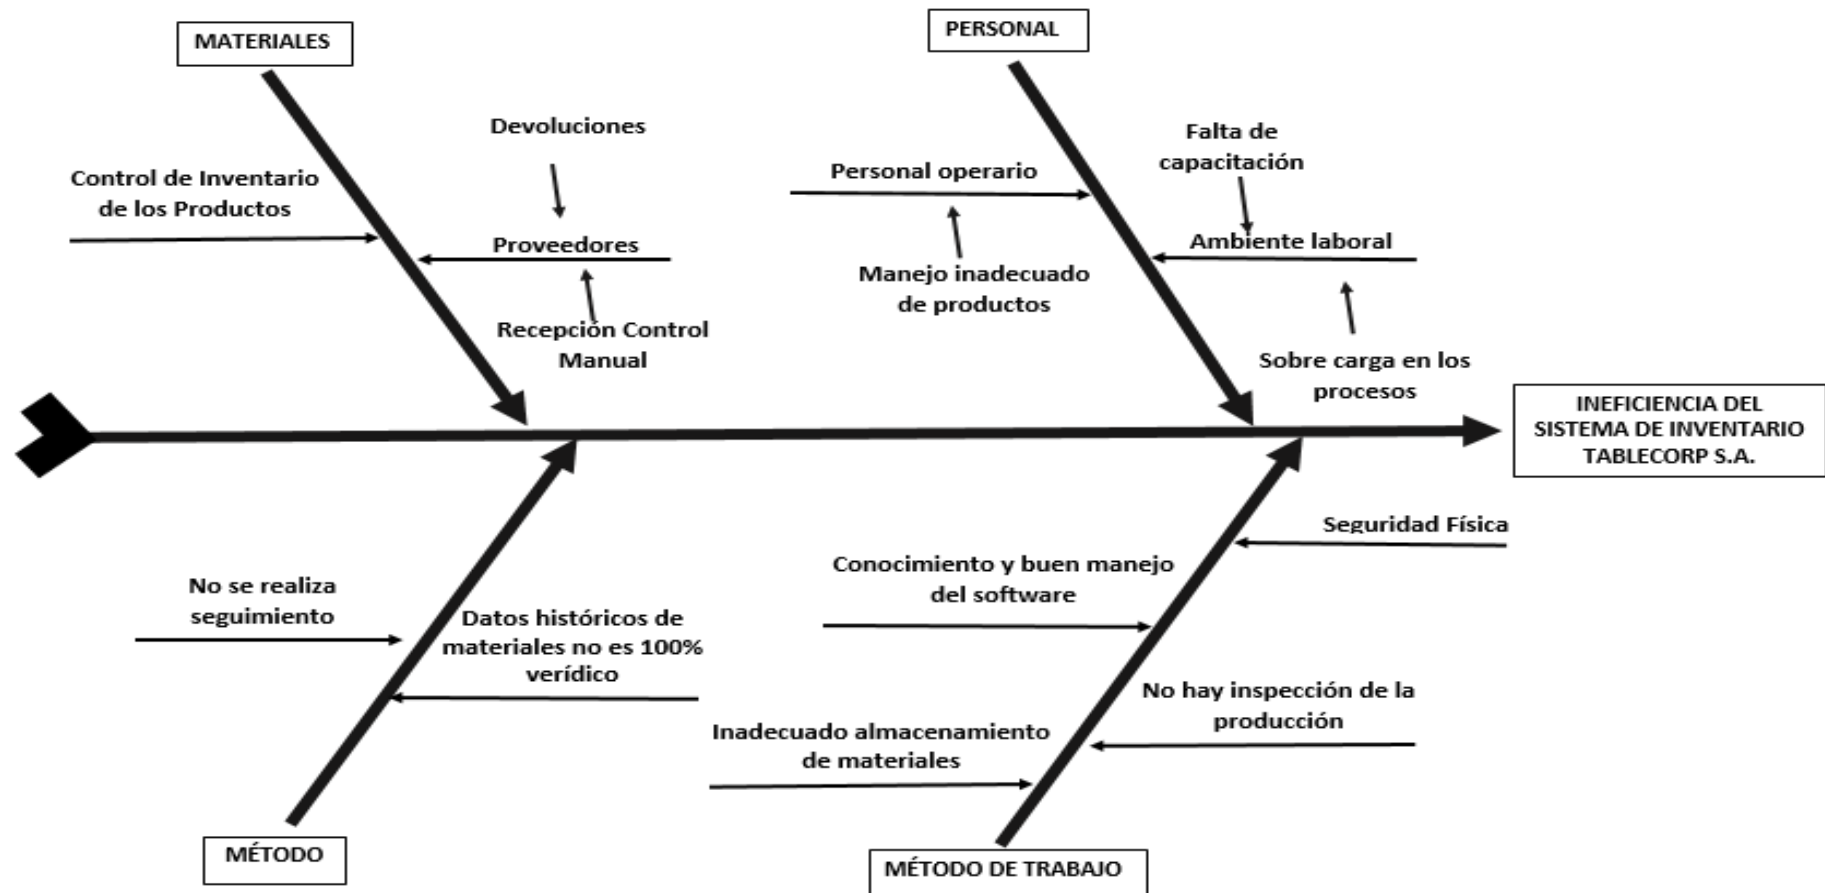 MATERIALES
PERSONAL
Devoluciones
Falta de
capacitación
Control de Inventario
de los Productos
Personal operario
Proveedores
Ambiente laboral
Manejo inadecuado
de productos
Recepción Control
Manual
Sobre carga en los
procesos
INEFICIENCIA DEL
SISTEMA DE INVENTARIO
TABLECORP S.A.
Seguridad Física
No se realiza
seguimiento
Conocimiento y buen manejo
del software
Datos históricos de
materiales no es 100%
verídico
No hay inspección de la
producción
Inadecuado almacenamiento
de materiales
MÉTODO
MÉTODO DE TRABAJO